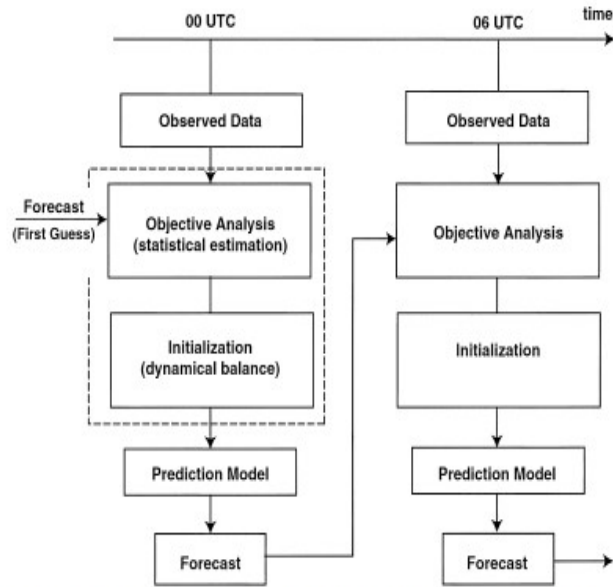 00 UTC
06 UTC
time
Observed Data
Observed Data
Forecast
(First Guess)
Objective Analysis
(statistical estimation)
Objective Analysis
Initialization
(dynamical balance)
Initialization
Prediction Model
Prediction Model
Forecast
Forecast